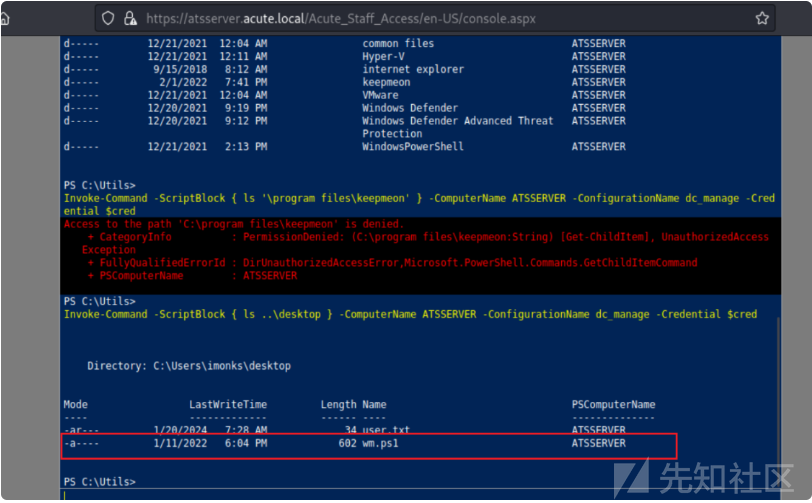 https://atsserver.acute.local/Acute_Staff_Access/en-US/console.aspx
d----- 12/21/2021 12:04 AM common files ATSSERVER
d----- 12/21/2021 12:11 AM Hyper-V ATSSERVER
d----- 9/15/2018 8:12 AM internet explorer ATSSERVER
d----- 2/1/2022 7:41 PM keepmeon ATSSERVER
d----- 12/21/2021 12:04 AM VMware ATSSERVER
d----- 12/20/2021 9:19 PM Windows Defender ATSSERVER
d----- 12/20/2021 9:12 PM Windows Defender Advanced Threat ATSSERVER
Protection
d----- 12/21/2021 2:13 PM WindowsPowerShell ATSSERVER
PS C:\Utils>
Invoke-Command -ScriptBlock { ls '\program files\keepmeon' } -ComputerName ATSSERVER -ConfigurationName dc_manage -Cred
ential $cred
Access to the path 'C:\program files\keepmeon' is denied.
+ CategoryInfo : PermissionDenied: (C:\program files\keepmeon:String) [Get-ChildItem], UnauthorizedAccess
Exception
+ FullyQualifiedErrorId : DirUnauthorizedAccessError,Microsoft.PowerShell.Commands.GetChildItemCommand
+ PSComputerName : ATSSERVER
PS C:\Utils>
Invoke-Command -ScriptBlock { ls ..\desktop } -ComputerName ATSSERVER -ConfigurationName dc_manage -Credential $cred
Directory: C:\Users\imonks\desktop
Mode LastWriteTime Length Name PSComputerName
---- ------------- ------ ---- --------------
-ar--- 1/20/2024 7:28 AM 34 user.txt ATSSERVER
-a---- 1/11/2022 6:04 PM 602 wm.ps1 ATSSERVER
PS C:\Utils>
先知社区